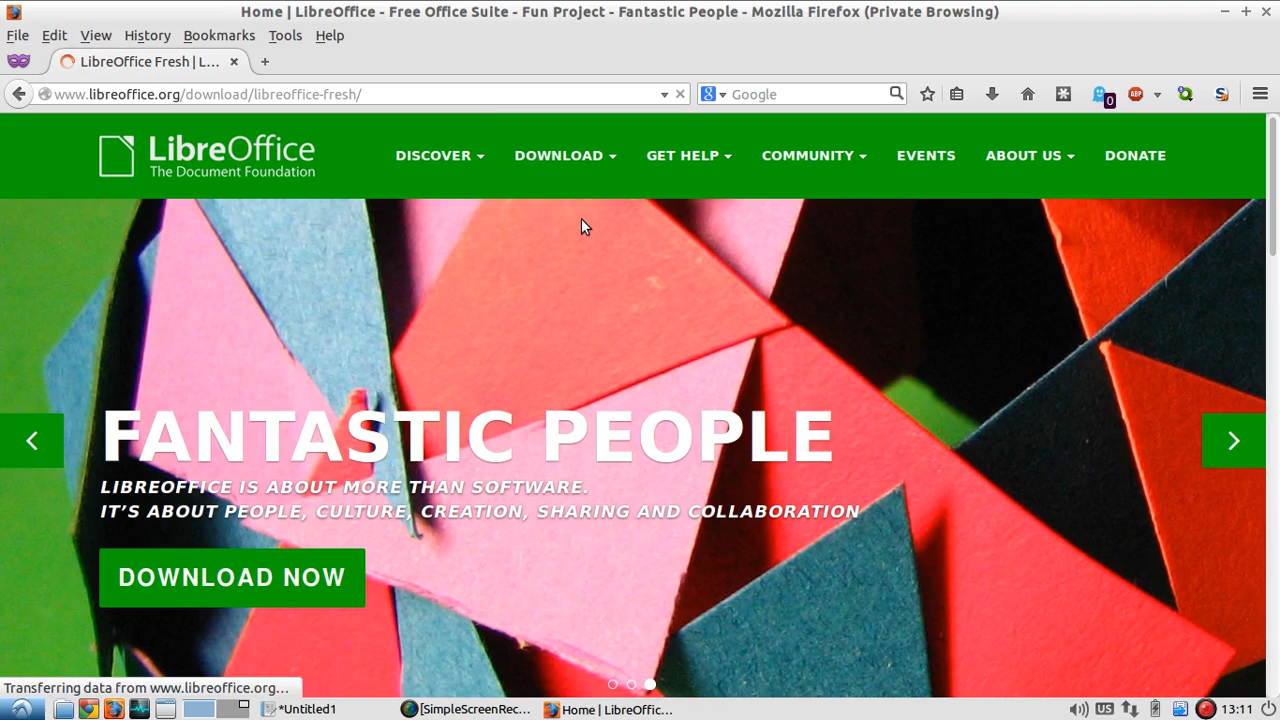 Home | LibreOffice - Free Office Suite - Fun Project - Fantastic People - Mozilla Firefox (Private Browsing)
File Edit View History Bookmarks Tools Help
LibreOffice Fresh | L...
www.libreoffice.org/download/libreoffice-fresh/
Google
0
LibreOffice
The Document Foundation
DISCOVER DOWNLOAD GET HELP COMMUNITY EVENTS ABOUT US DONATE
FANTASTIC PEOPLE
LIBREOFFICE IS ABOUT MORE THAN SOFTWARE.
IT'S ABOUT PEOPLE, CULTURE, CREATION, SHARING AND COLLABORATION
DOWNLOAD NOW
Transferring data from www.libreoffice.org...
*Untitled1
[SimpleScreenRec...
Home | LibreOffic...
US
13:11